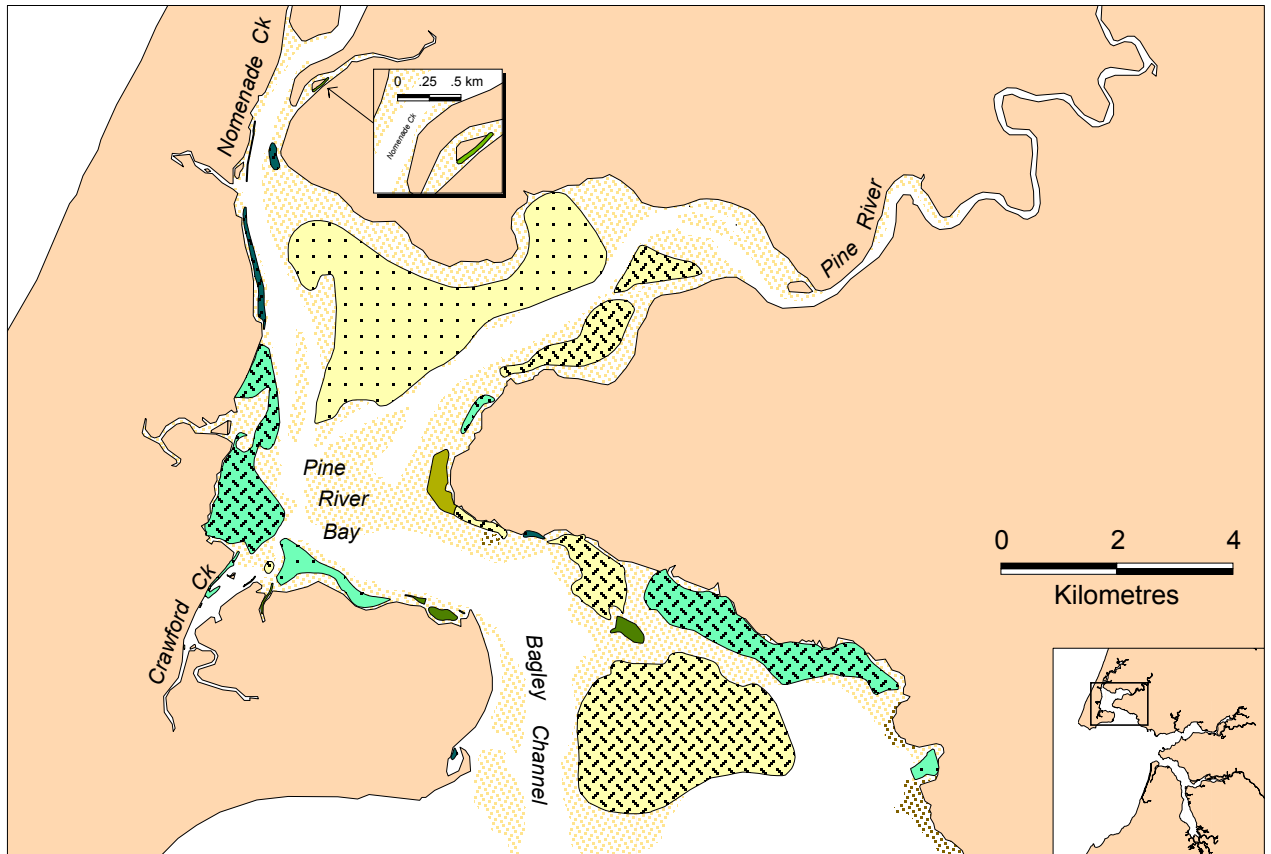 Nomenade Ck
0 .25 .5 km
Nomenade Ck
Pine River
Pine
River
Bay
0 2 4
Kilometres
Crawford Ck
Bagley Channel